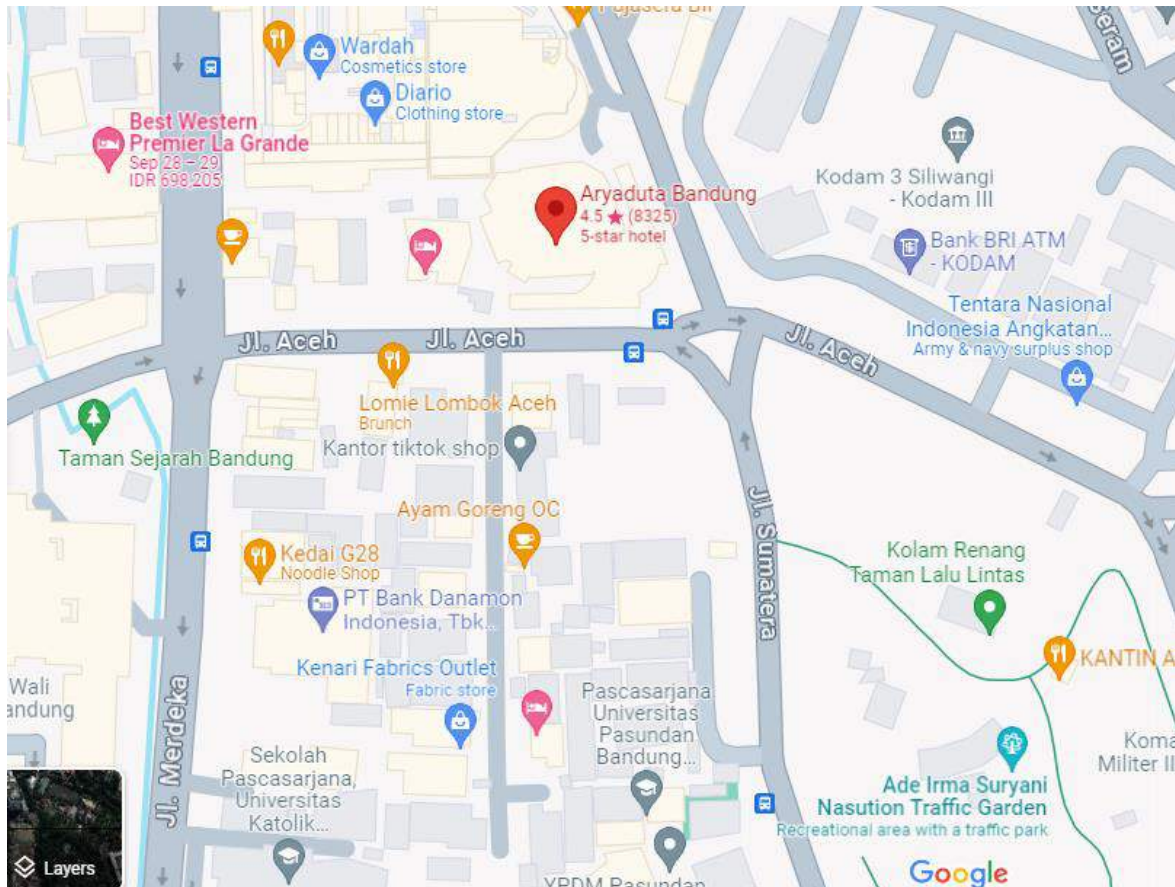 Pujasera BIP
Wardah
Cosmetics store
Diario
Clothing store
Best Western
Premier La Grande
Sep 28 – 29
IDR 698,205
Aryaduta Bandung
4.5 ★ (8325)
5-star hotel
Kodam 3 Siliwangi
- Kodam III
Bank BRI ATM
- KODAM
Tentara Nasional
Indonesia Angkatan...
Army & navy surplus shop
Jl. Aceh
Jl. Aceh
Jl. Aceh
Lomie Lombok Aceh
Brunch
Kantor tiktok shop
Taman Sejarah Bandung
Ayam Goreng OC
Kedai G28
Noodle Shop
PT Bank Danamon
Indonesia, Tbk...
Kenari Fabrics Outlet
Fabric store
Jl. Sumatera
Kolam Renang
Taman Lalu Lintas
KANTIN A
Wali
andung
Jl. Merdeka
Sekolah
Pascasarjana,
Universitas
Katolik...
Pascasarjana
Universitas
Pasundan
Bandung...
Koma
Militer II
Ade Irma Suryani
Nasution Traffic Garden
Recreational area with a traffic park
Layers
YPDM Pasundan
Google